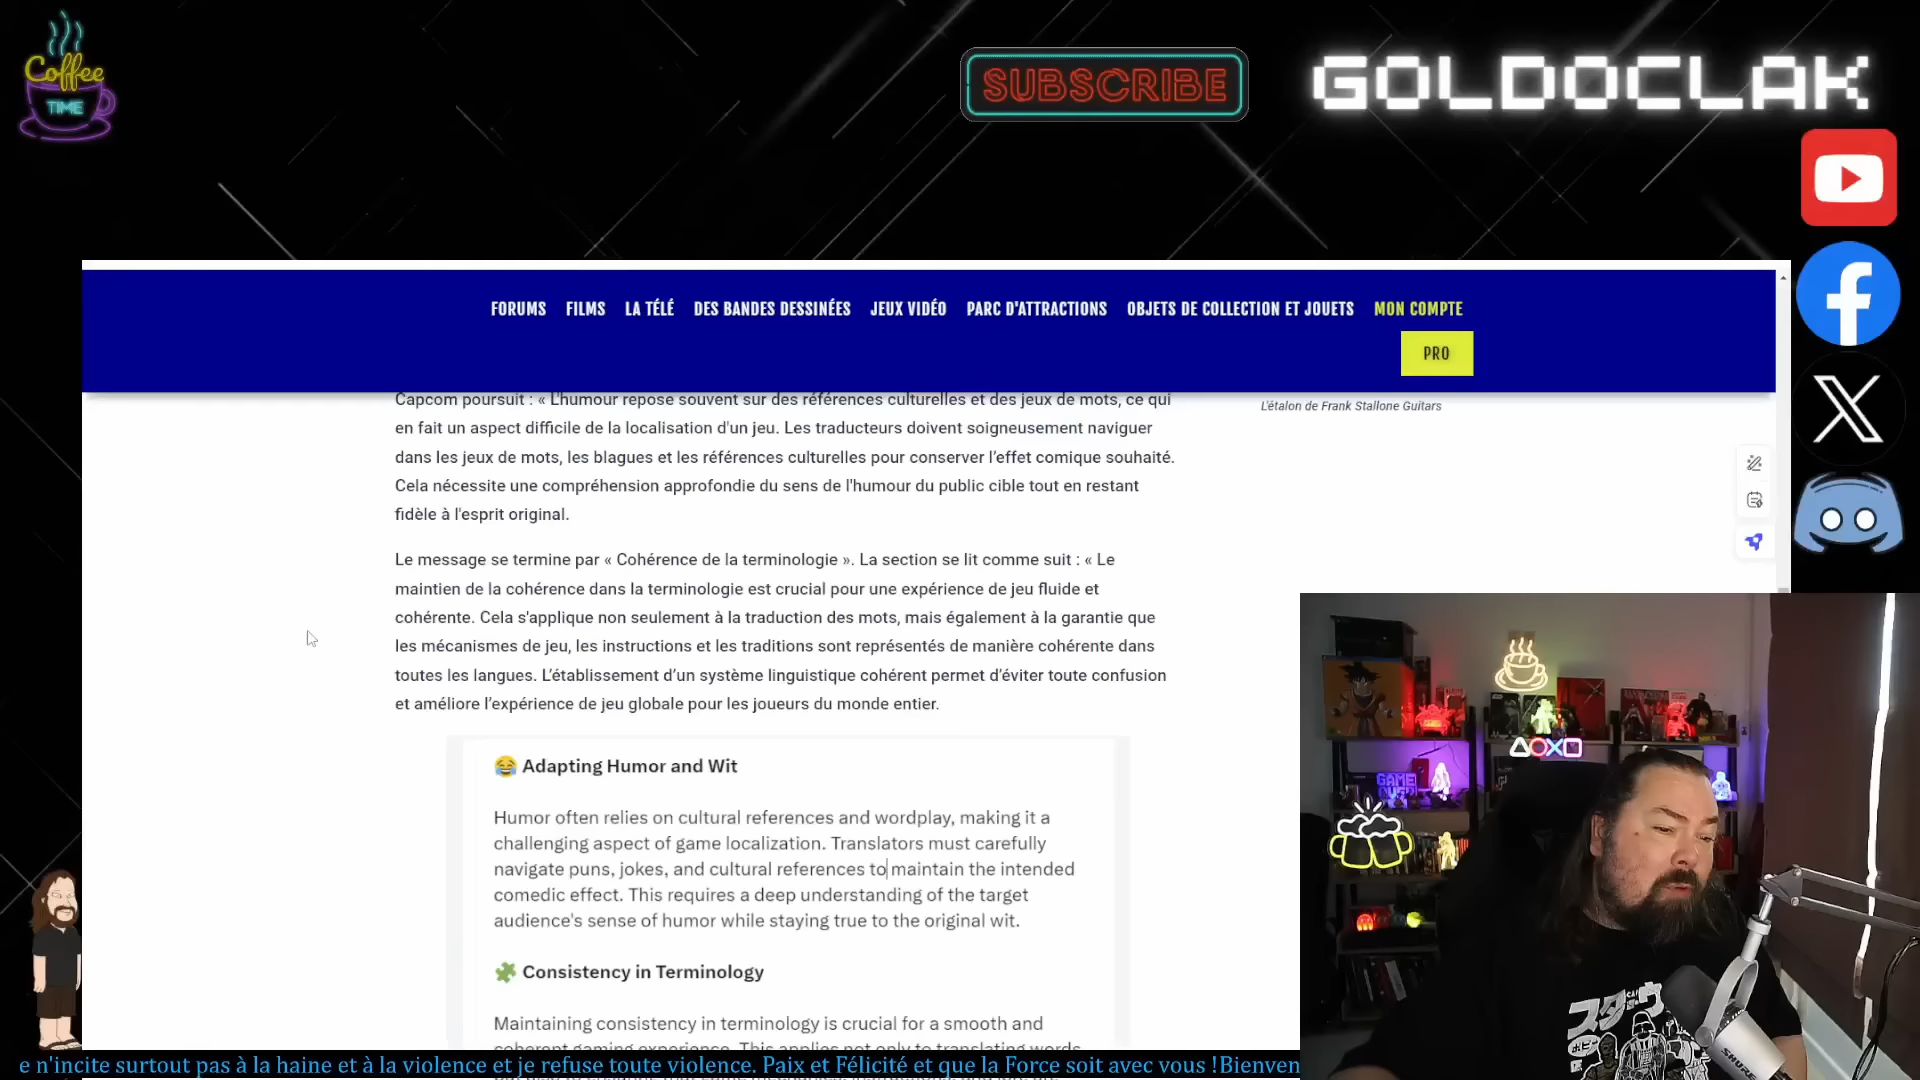 Coffee
TIME
SUBSCRIBE
GOLDOCLAK
FORUMS FILMS LA TÉLÉ DES BANDES DESSINÉES JEUX VIDÉO PARC D'ATTRACTIONS OBJETS DE COLLECTION ET JOUETS MON COMPTE
PRO
Capcom poursuit : « L'humour repose souvent sur des références culturelles et des jeux de mots, ce qui
en fait un aspect difficile de la localisation d'un jeu. Les traducteurs doivent soigneusement naviguer
dans les jeux de mots, les blagues et les références culturelles pour conserver l’effet comique souhaité.
Cela nécessite une compréhension approfondie du sens de l'humour du public cible tout en restant
fidèle à l'esprit original.
L'étalon de Frank Stallone Guitars
Le message se termine par « Cohérence de la terminologie ». La section se lit comme suit : « Le
maintien de la cohérence dans la terminologie est crucial pour une expérience de jeu fluide et
cohérente. Cela s'applique non seulement à la traduction des mots, mais également à la garantie que
les mécanismes de jeu, les instructions et les traditions sont représentés de manière cohérente dans
toutes les langues. L’établissement d’un système linguistique cohérent permet d’éviter toute confusion
et améliore l’expérience de jeu globale pour les joueurs du monde entier.
😂 Adapting Humor and Wit
Humor often relies on cultural references and wordplay, making it a
challenging aspect of game localization. Translators must carefully
navigate puns, jokes, and cultural references to maintain the intended
comedic effect. This requires a deep understanding of the target
audience's sense of humor while staying true to the original wit.
🧩 Consistency in Terminology
Maintaining consistency in terminology is crucial for a smooth and
coherent gaming experience. This applies not only to translating words
GAME
SHURE
e n'incite surtout pas à la haine et à la violence et je refuse toute violence. Paix et Félicité et que la Force soit avec vous !Bienven